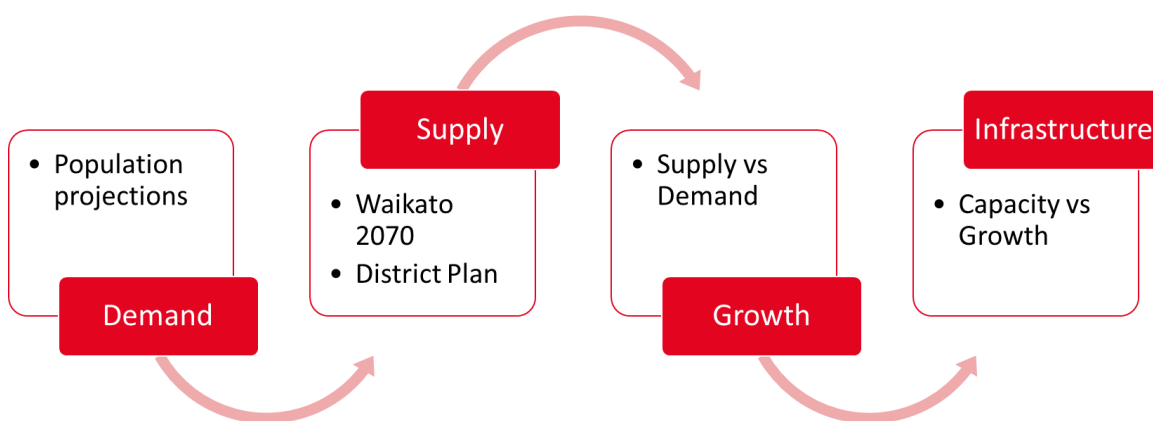 • Population
projections
Demand
Supply
• Waikato
2070
• District Plan
• Supply vs
Demand
Growth
Infrastructure
• Capacity vs
Growth